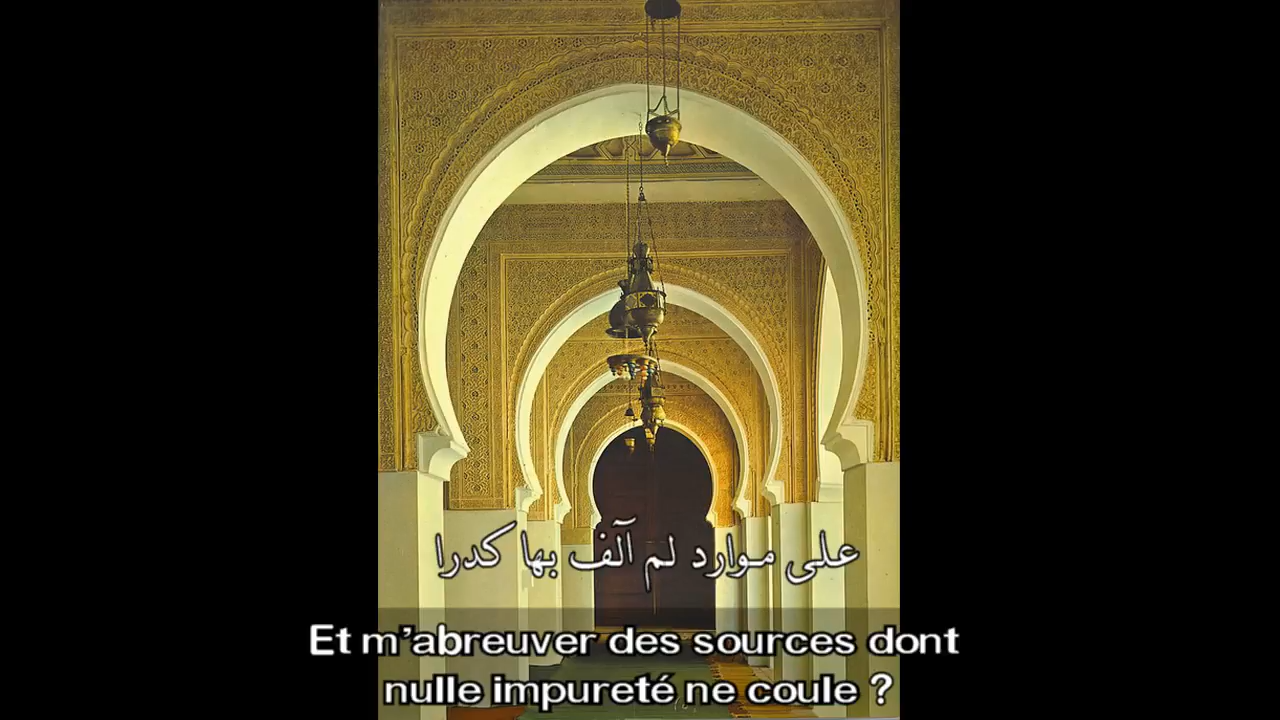 على موارد لم آلف بها كدرا
Et m'abreuver des sources dont
nulle impureté ne coule ?